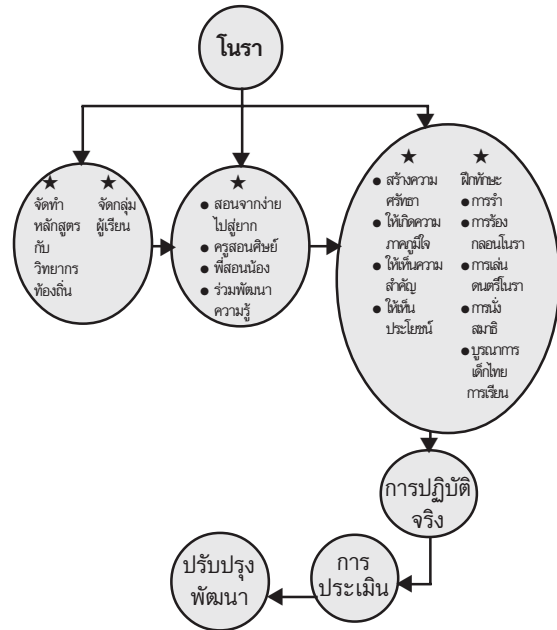 โนรา
★
จัดทำ
หลักสูตร
กับ
วิทยากร
ท้องถิ่น
★
จัดกลุ่ม
ผู้เรียน
★
● สอนจากง่าย
ไปสู่ยาก
● ครูสอนศิษย์
● พี่สอนน้อง
● ร่วมพัฒนา
ความรู้
★
● สร้างความ
ศรัทธา
● ให้เกิดความ
ภาคภูมิใจ
● ให้เห็นความ
สำคัญ
● ให้เห็น
ประโยชน์
★
ฝึกทักษะ
● การรำ
● การร้อง
กลอนโนรา
● การเล่น
ดนตรีโนรา
● การนั่ง
สมาธิ
● บูรณาการ
เด็กไทย
การเรียน
การปฏิบัติ
จริง
การ
ประเมิน
ปรับปรุง
พัฒนา